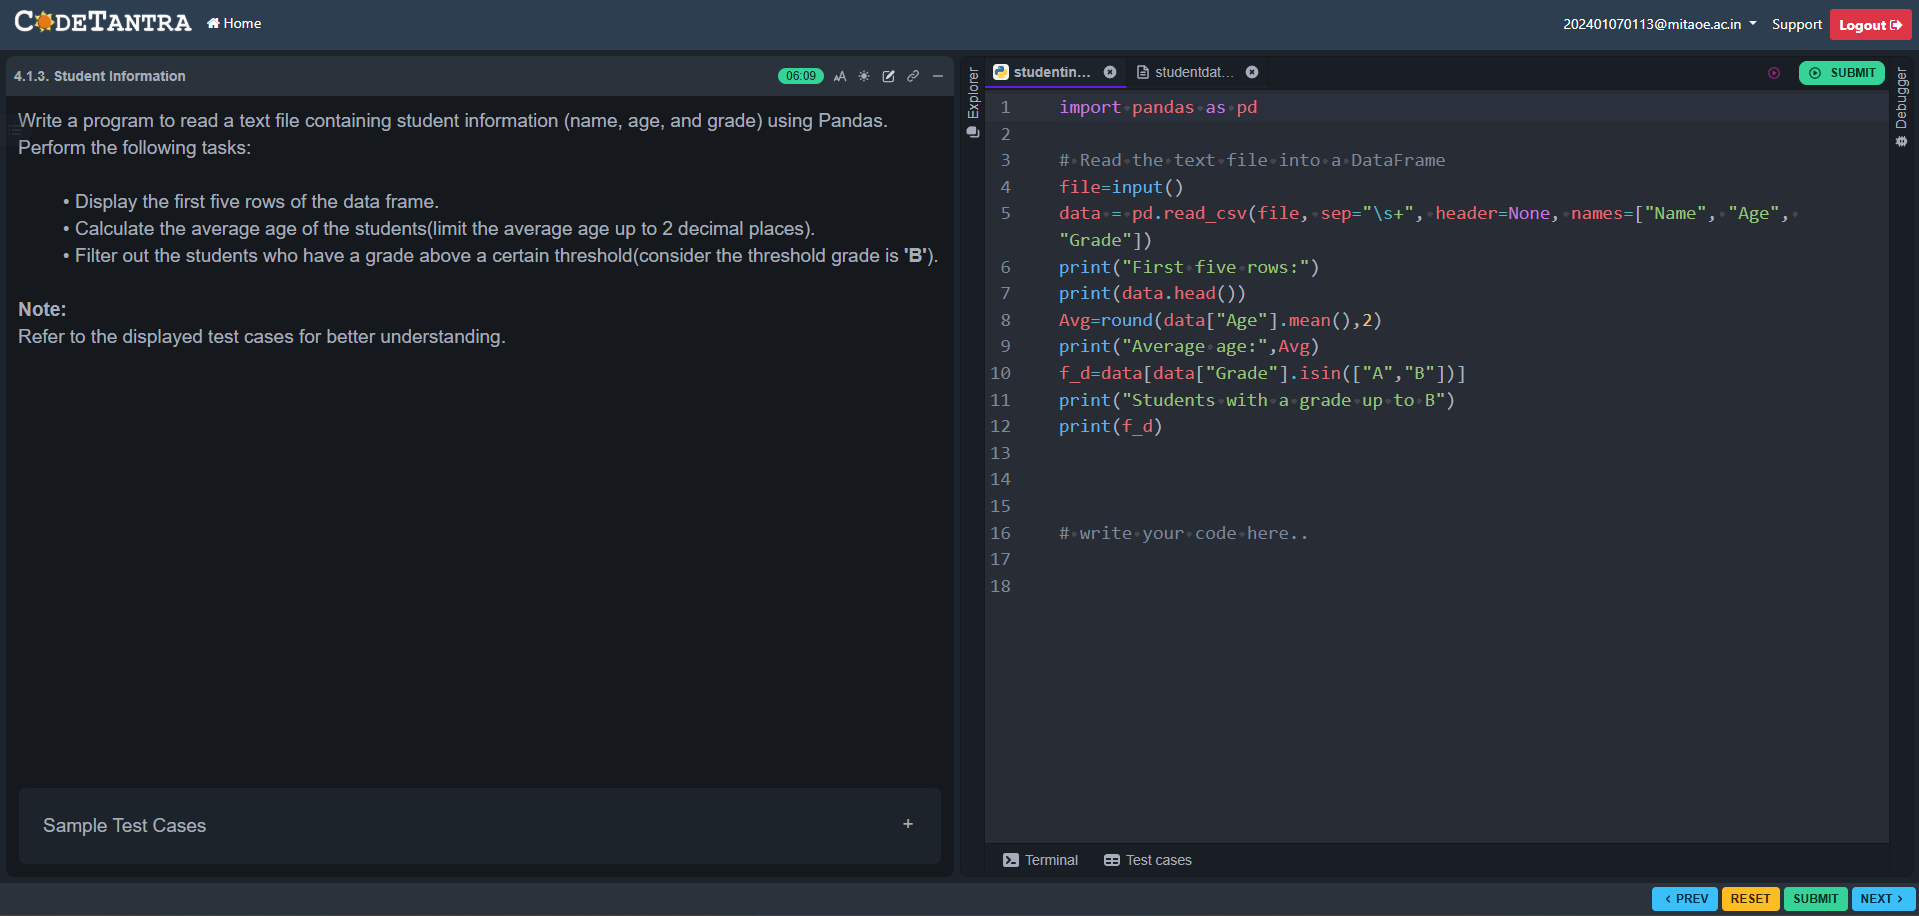 CODETANTRA
Home
202401070113@mitaoe.ac.in
Support
Logout
4.1.3. Student Information
06:09
AA
Write a program to read a text file containing student information (name, age, and grade) using Pandas.
Perform the following tasks:
• Display the first five rows of the data frame.
• Calculate the average age of the students(limit the average age up to 2 decimal places).
• Filter out the students who have a grade above a certain threshold(consider the threshold grade is 'B').
Note:
Refer to the displayed test cases for better understanding.
Sample Test Cases
+
Explorer
studentin...
studentdat...
SUBMIT
Debugger
1 import pandas as pd
2
3 # Read the text file into a DataFrame
4 file=input()
5 data = pd.read_csv(file, sep="\s+", header=None, names=["Name", "Age",
"Grade"])
6 print("First five rows:")
7 print(data.head())
8 Avg=round(data["Age"].mean(),2)
9 print("Average age:",Avg)
10 f_d=data[data["Grade"].isin(["A","B"])]
11 print("Students with a grade up to B")
12 print(f_d)
13
14
15
16 # write your code here..
17
18
Terminal
Test cases
< PREV
RESET
SUBMIT
NEXT >